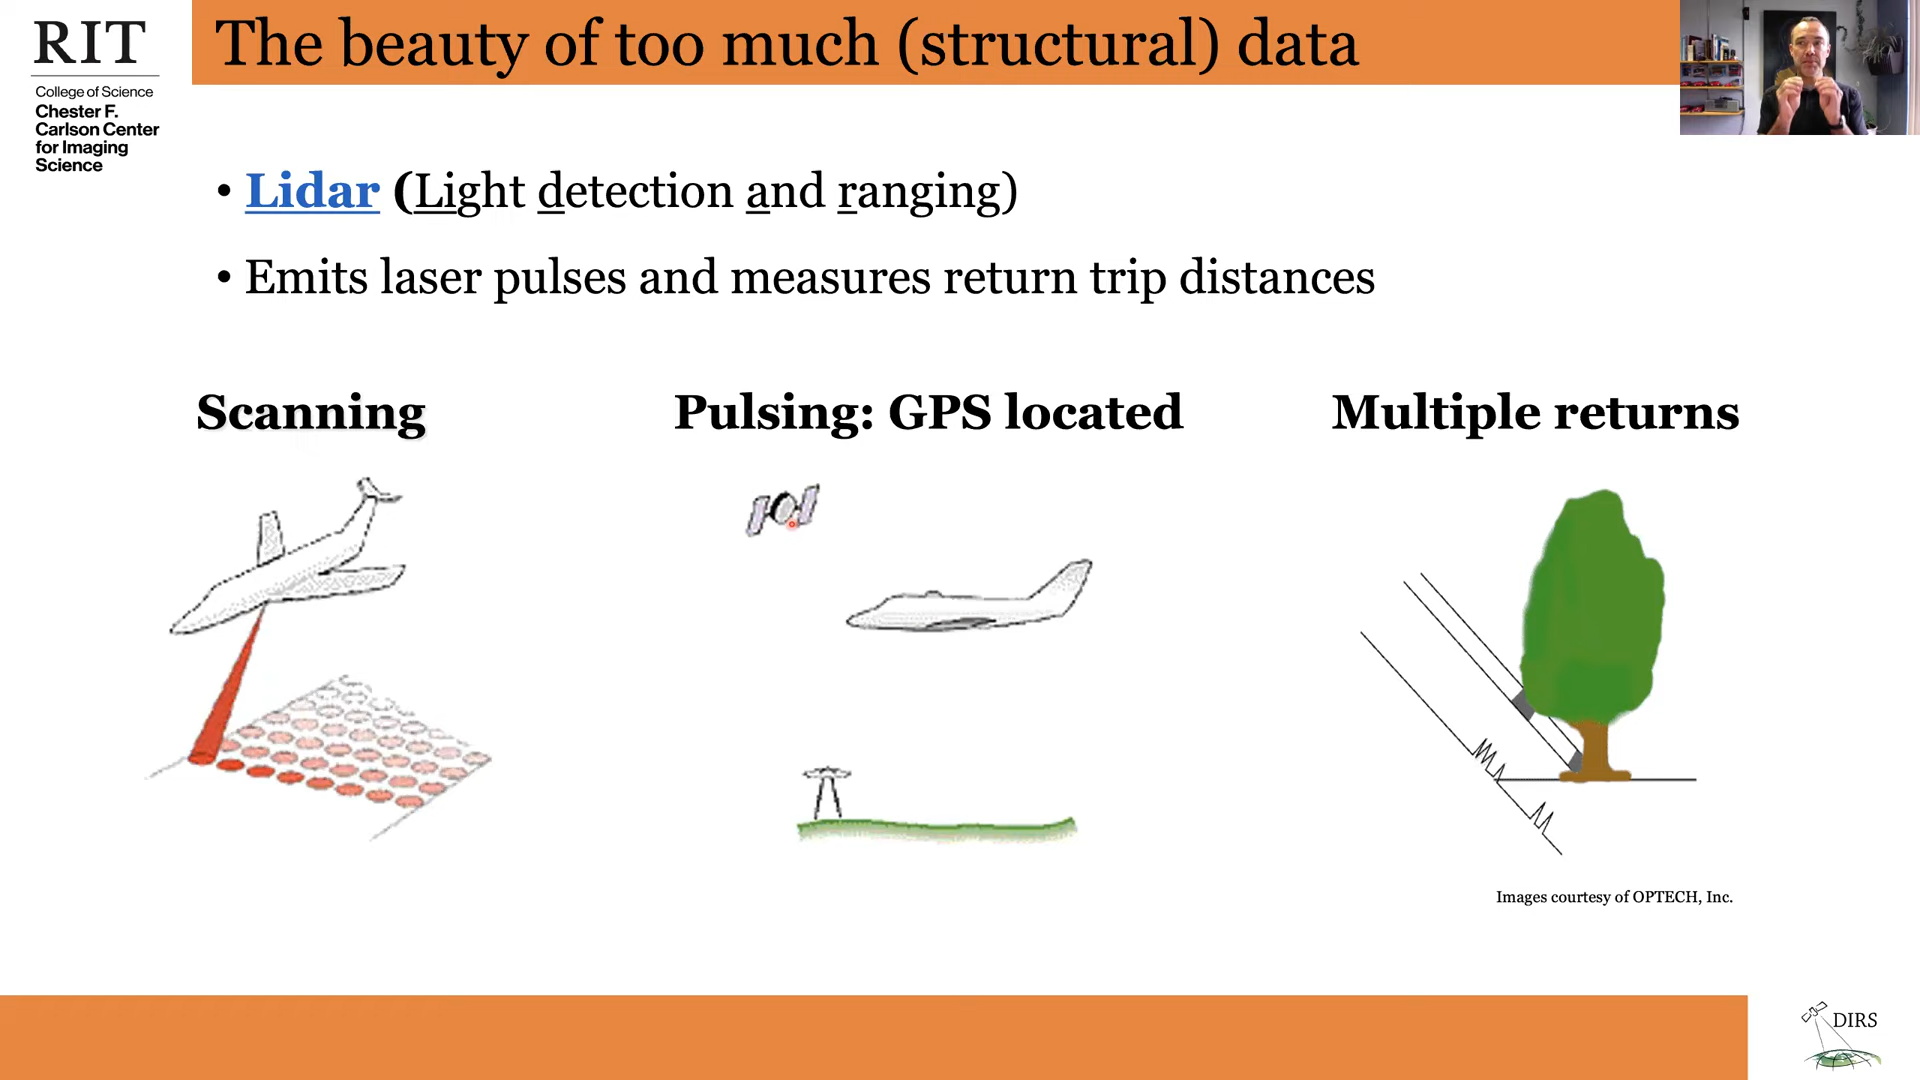 RIT
College of Science
Chester F.
Carlson Center
for Imaging
Science
The beauty of too much (structural) data
• Lidar (Light detection and ranging)
• Emits laser pulses and measures return trip distances
Scanning
Pulsing: GPS located
Multiple returns
Images courtesy of OPTECH, Inc.
DIRS